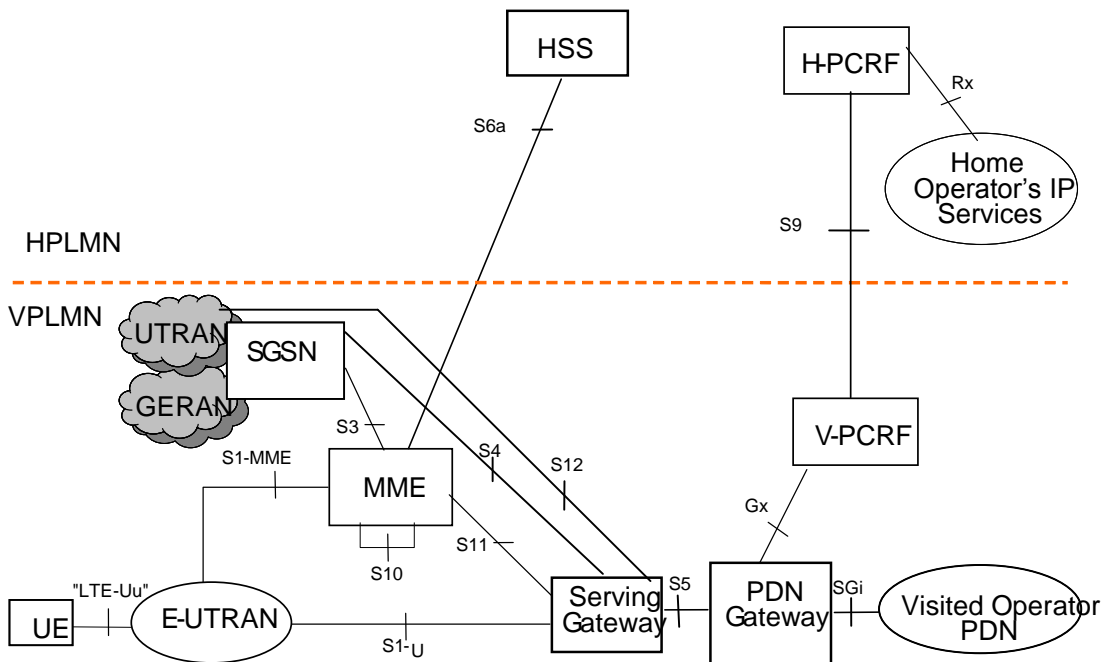 HSS
H-PCRF
Rx
S6a
Home
Operator's IP
Services
S9
HPLMN
VPLMN
UTRAN
SGSN
GERAN
S3
S4
S12
V-PCRF
S1-MME
MME
Gx
S11
S10
"LTE-Uu"
S5
SGi
UE
E-UTRAN
S1-U
Serving
Gateway
PDN
Gateway
Visited Operator
PDN